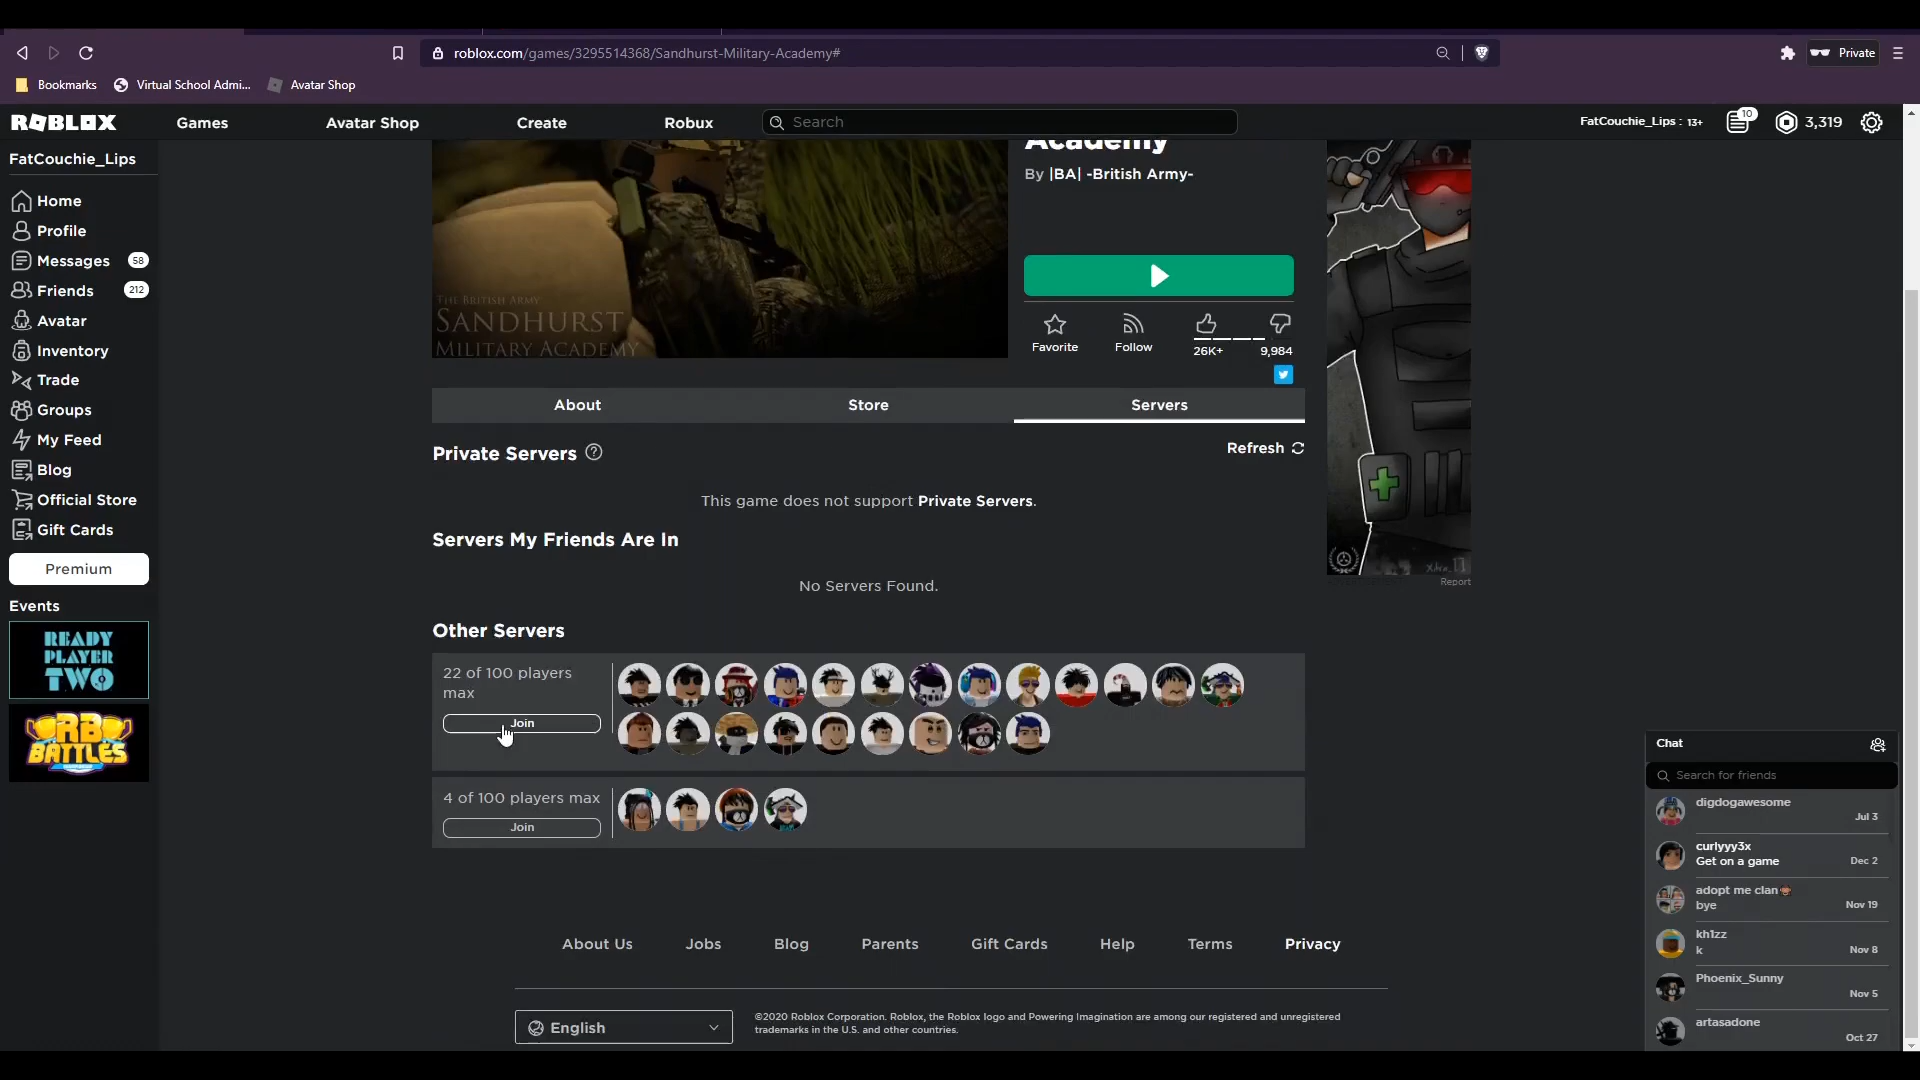 roblox.com/games/3295514368/Sandhurst-Military-Academy#
Private
Bookmarks
Virtual School Admi...
Avatar Shop
ROBLOX
Games
Avatar Shop
Create
Robux
Search
FatCouchie_Lips : 13+
10
3,319
FatCouchie_Lips
Home
Profile
Messages 58
Friends 212
Avatar
Inventory
Trade
Groups
My Feed
Blog
Official Store
Gift Cards
Premium
Events
READY
PLAYER
TWO
RB
BATTLES
THE BRITISH ARMY
SANDHURST
MILITARY ACADEMY
Academy
By |BA| -British Army-
Favorite
Follow
26K+
9,984
Report
About
Store
Servers
Private Servers
Refresh
This game does not support Private Servers.
Servers My Friends Are In
No Servers Found.
Other Servers
22 of 100 players
max
Join
4 of 100 players max
Join
About Us
Jobs
Blog
Parents
Gift Cards
Help
Terms
Privacy
English
©2020 Roblox Corporation. Roblox, the Roblox logo and Powering Imagination are among our registered and unregistered
trademarks in the U.S. and other countries.
Chat
Search for friends
digdogawesome
Jul 3
curlyyy3x
Get on a game
Dec 2
adopt me clan
bye
Nov 19
kh1zz
k
Nov 8
Phoenix_Sunny
Nov 5
artasadone
Oct 27